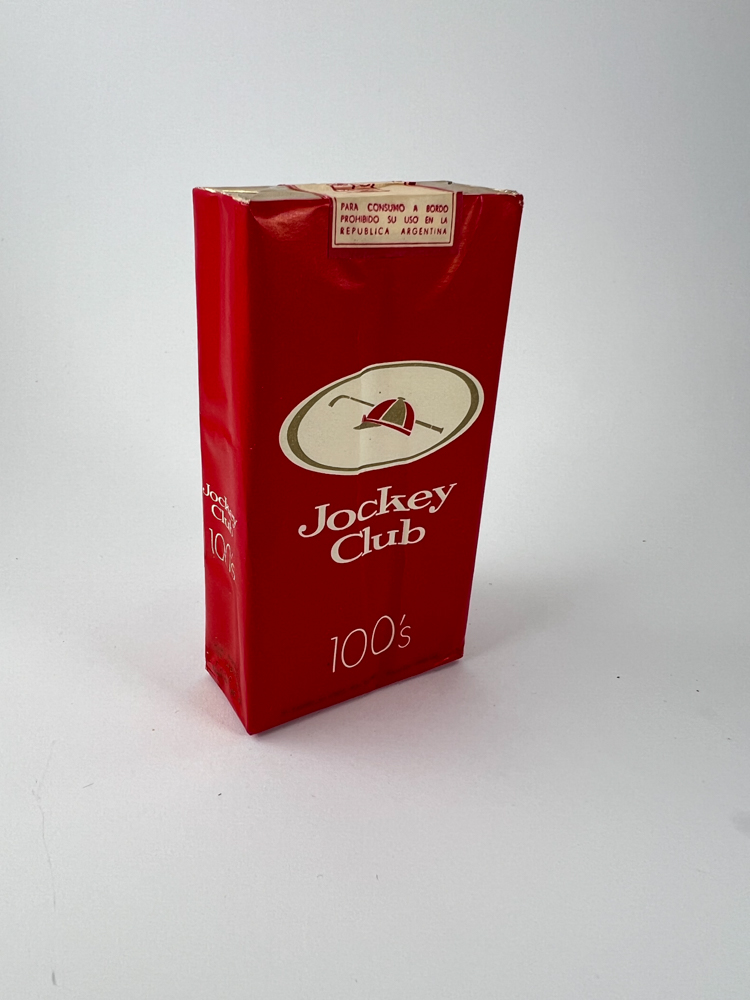 PARA CONSUMO A BORDO
PROHIBIDO SU USO EN LA
REPUBLICA ARGENTINA
Jockey
Club
100's
Jockey
Club
100's